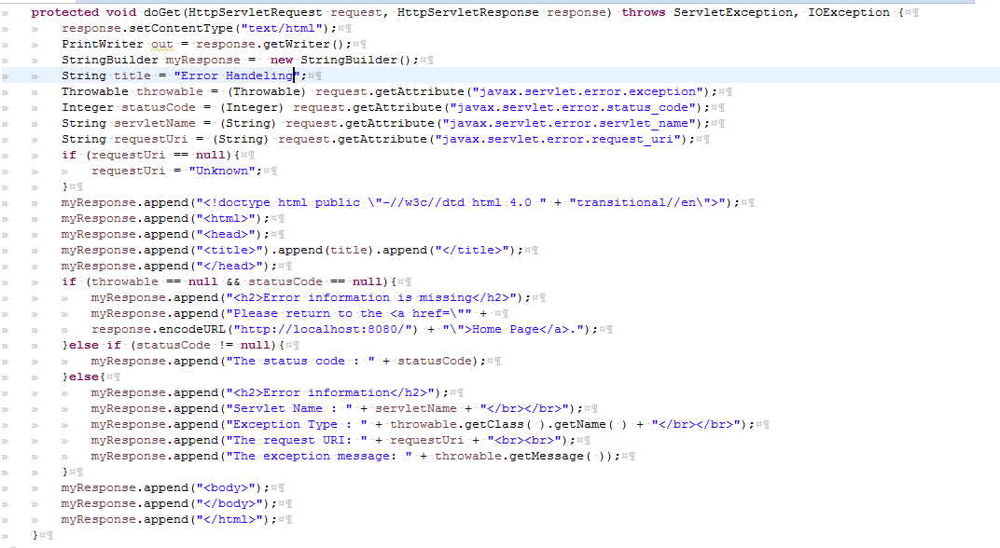 protected void doGet(HttpServletRequest request, HttpServletResponse response) throws ServletException, IOException {
response.setContentType("text/html");
PrintWriter out = response.getWriter();
StringBuilder myResponse = new StringBuilder();
String title = "Error Handeling";
Throwable throwable = (Throwable) request.getAttribute("javax.servlet.error.exception");
Integer statusCode = (Integer) request.getAttribute("javax.servlet.error.status_code");
String servletName = (String) request.getAttribute("javax.servlet.error.servlet_name");
String requestUri = (String) request.getAttribute("javax.servlet.error.request_uri");
if (requestUri == null){
requestUri = "Unknown";
}
myResponse.append("<!doctype html public \"-//w3c//dtd html 4.0 " + "transitional//en\">");
myResponse.append("<html>");
myResponse.append("<head>");
myResponse.append("<title>").append(title).append("</title>");
myResponse.append("</head>");
if (throwable == null && statusCode == null){
myResponse.append("<h2>Error information is missing</h2>");
myResponse.append("Please return to the <a href=\"" +
response.encodeURL("http://localhost:8080/") + "\">Home Page</a>.");
}else if (statusCode != null){
myResponse.append("The status code : " + statusCode);
}else{
myResponse.append("<h2>Error information</h2>");
myResponse.append("Servlet Name : " + servletName + "</br></br>");
myResponse.append("Exception Type : " + throwable.getClass( ).getName( ) + "</br></br>");
myResponse.append("The request URI: " + requestUri + "<br><br>");
myResponse.append("The exception message: " + throwable.getMessage( ));
}
myResponse.append("<body>");
myResponse.append("</body>");
myResponse.append("</html>");
}